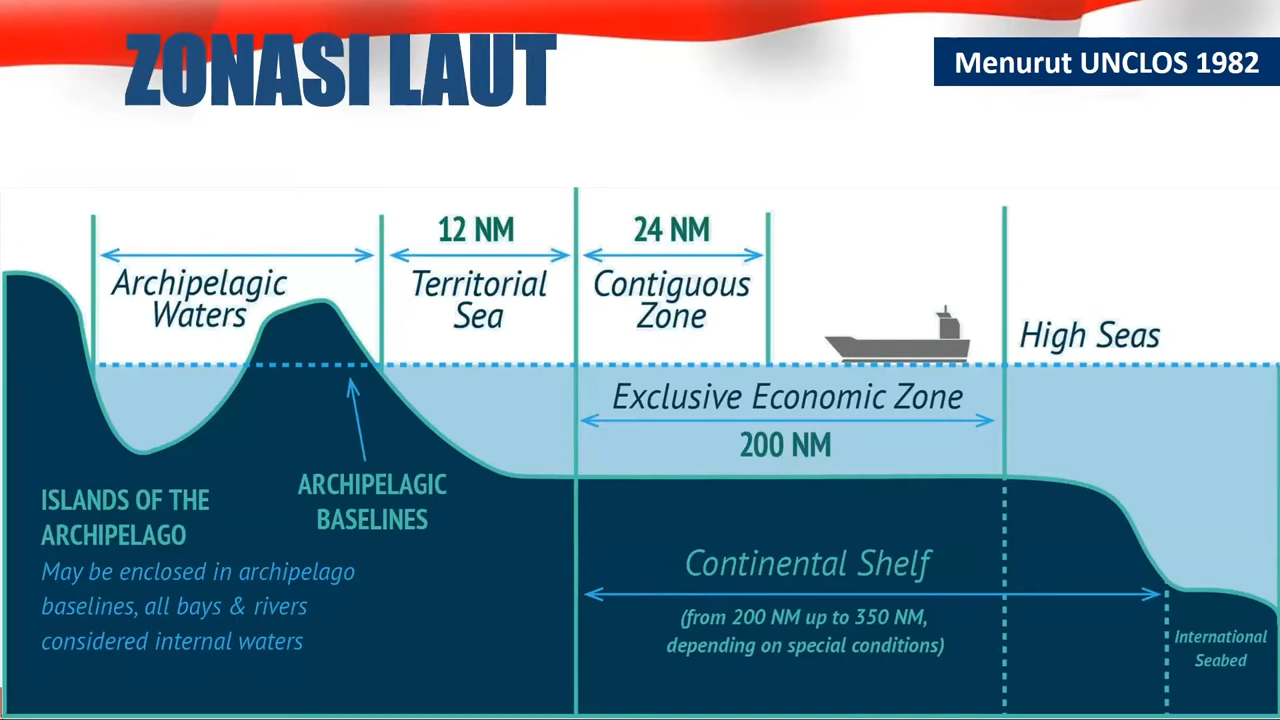 ZONASI LAUT
Menurut UNCLOS 1982
12 NM
24 NM
Archipelagic
Waters
Territorial
Sea
Contiguous
Zone
High Seas
Exclusive Economic Zone
200 NM
ARCHIPELAGIC
BASELINES
ISLANDS OF THE
ARCHIPELAGO
May be enclosed in archipelago
baselines, all bays & rivers
considered internal waters
Continental Shelf
(from 200 NM up to 350 NM,
depending on special conditions)
International
Seabed